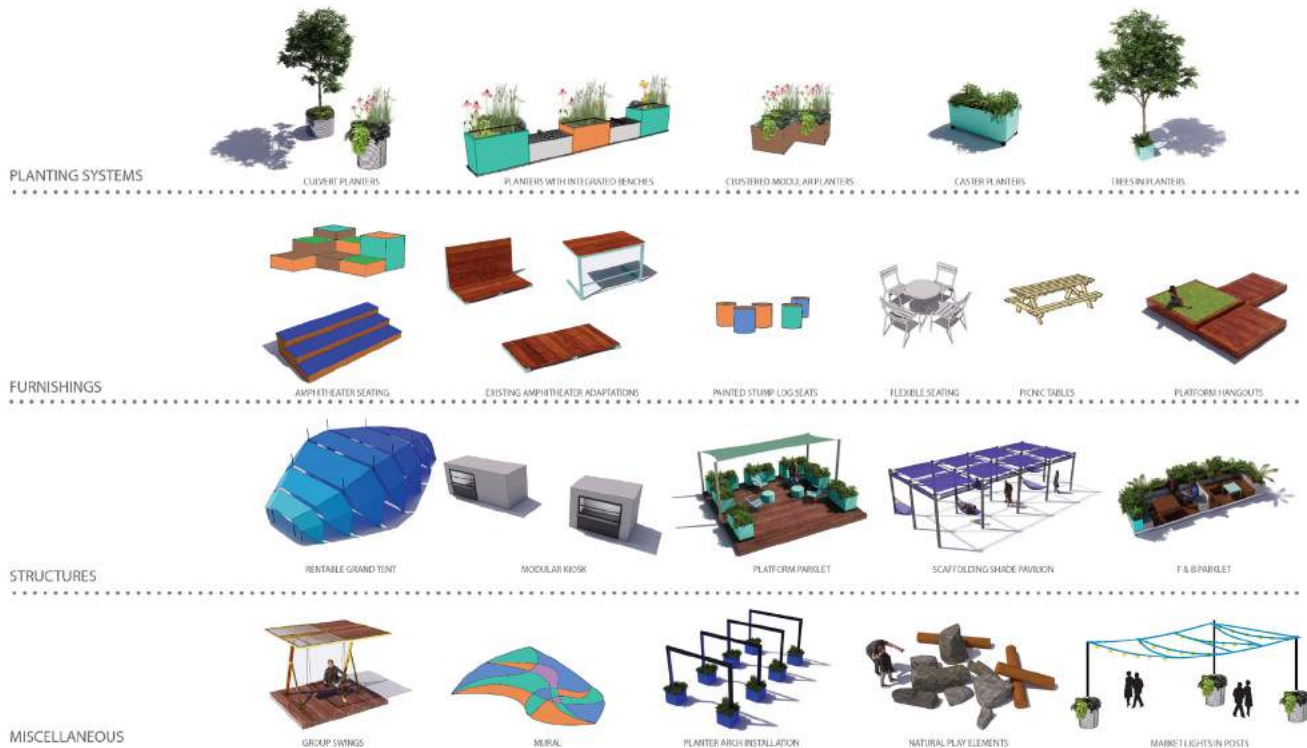 CULVERT PLANTERS
PLANTERS WITH INTEGRATED BENCHES
CLUSTERED MODULAR PLANTERS
CASTER PLANTERS
TREES IN PLANTERS
PLANTING SYSTEMS
AMPHITHEATER SEATING
EXISTING AMPHITHEATER ADAPTATIONS
PAINTED STUMP LOG SEATS
FLEXIBLE SEATING
PICNIC TABLES
PLATFORM HANGOUTS
FURNISHINGS
RENTABLE GRAND TENT
MODULAR KIOSK
PLATFORM PARKLET
SCAFFOLDING SHADE PAVILION
F & B PARKLET
STRUCTURES
GROUP SWINGS
MURAL
PLANTER ARCH INSTALLATION
NATURAL PLAY ELEMENTS
MARKET LIGHTS IN POSTS
MISCELLANEOUS